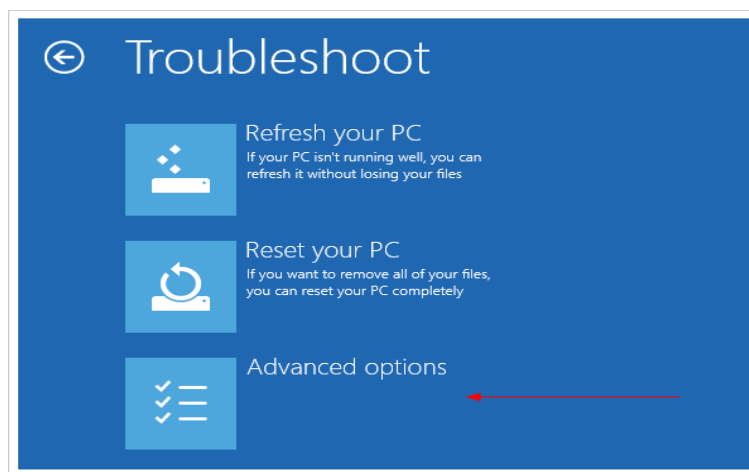 Troubleshoot
Refresh your PC
If your PC isn't running well, you can
refresh it without losing your files
Reset your PC
If you want to remove all of your files,
you can reset your PC completely
Advanced options